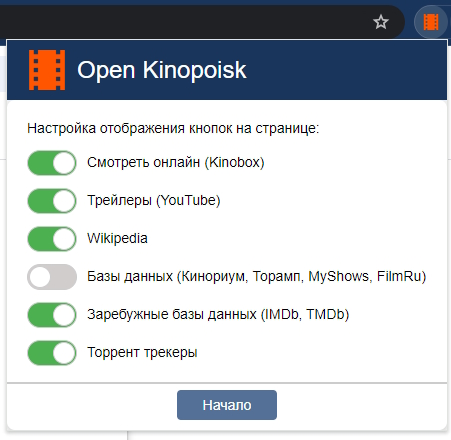 Open Kinopoisk
Настройка отображения кнопок на странице:
Смотреть онлайн (Kinobox)
Трейлеры (YouTube)
Wikipedia
Базы данных (Кинориум, Торамп, MyShows, FilmRu)
Заребужные базы данных (IMDb, TMDb)
Торрент трекеры
Начало